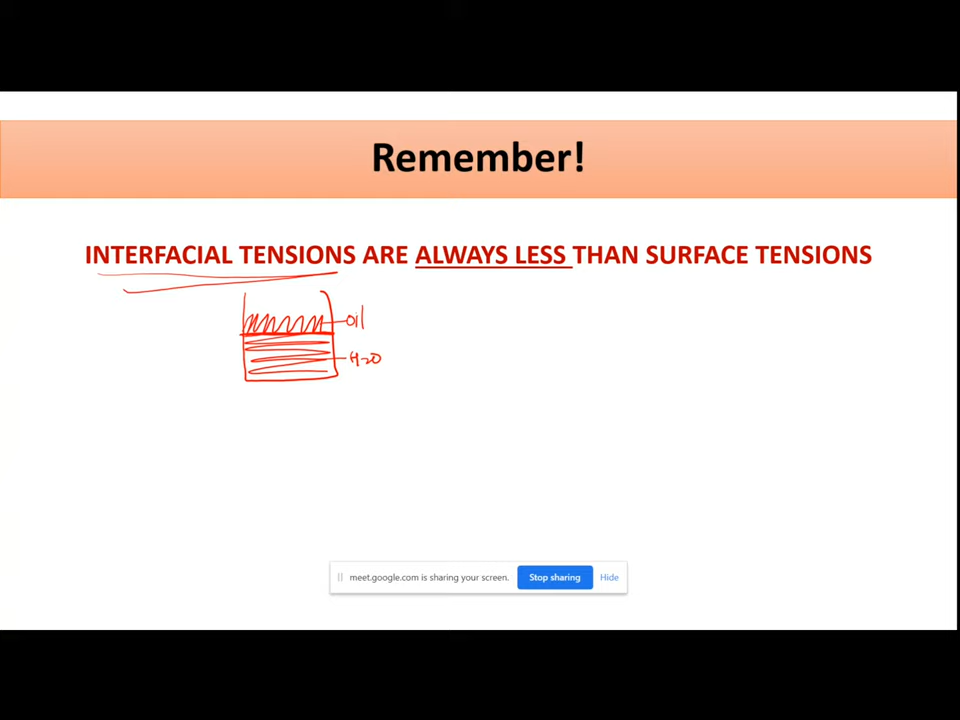 Remember!
INTERFACIAL TENSIONS ARE ALWAYS LESS THAN SURFACE TENSIONS
oil
H2O
meet.google.com is sharing your screen. Stop sharing Hide